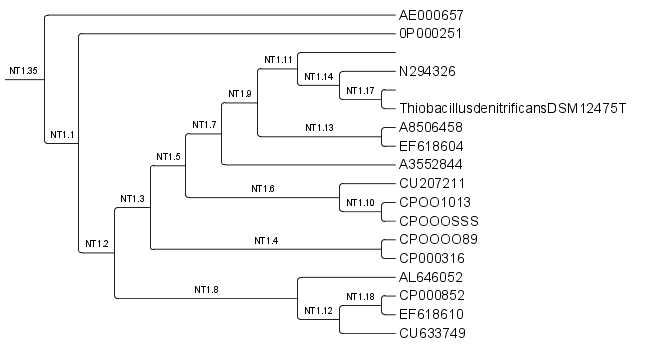 AE000657
0P000251
NT1.11
N294326
NT1.14
NT1.35
NT1.17
NT1.9
ThiobacillusdenitrificansDSM12475T
NT1.7
NT1.13
A8506458
NT1.1
EF618604
NT1.5
A3552844
NT1.6
CU207211
NT1.3
NT1.10
CPOO1013
CPOOOSSS
NT1.2
NT1.4
CPOOOO89
CP000316
AL646052
NT1.8
NT1.18
CP000852
NT1.12
EF618610
CU633749